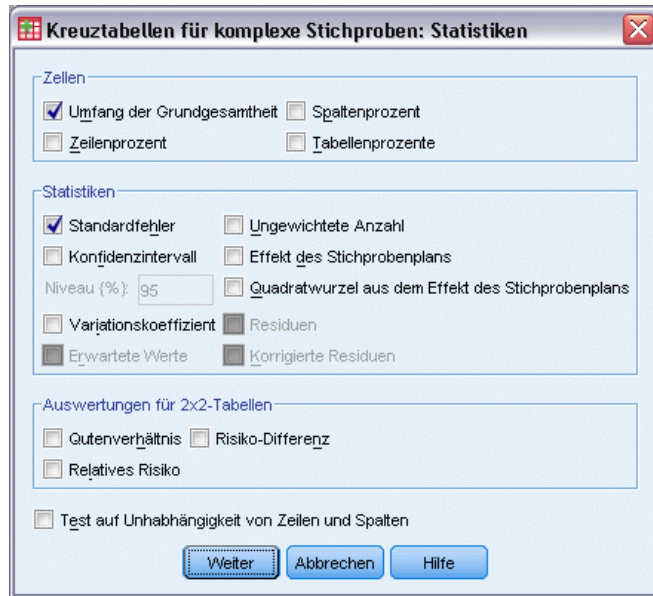 Kreuztabellen für komplexe Stichproben: Statistiken
Zellen
Umfang der Grundgesamtheit Spaltenprozent
Zeilenprozent Tabellenprozente
Statistiken
Standardfehler Ungewichtete Anzahl
Konfidenzintervall Effekt des Stichprobenplans
Niveau (%): 95 Quadratwurzel aus dem Effekt des Stichprobenplans
Variationskoeffizient Residuen
Erwartete Werte Korrigierte Residuen
Auswertungen für 2x2-Tabellen
Qutenverhältnis Risiko-Differenz
Relatives Risiko
Test auf Unhabhängigkeit von Zeilen und Spalten
Weiter Abbrechen Hilfe